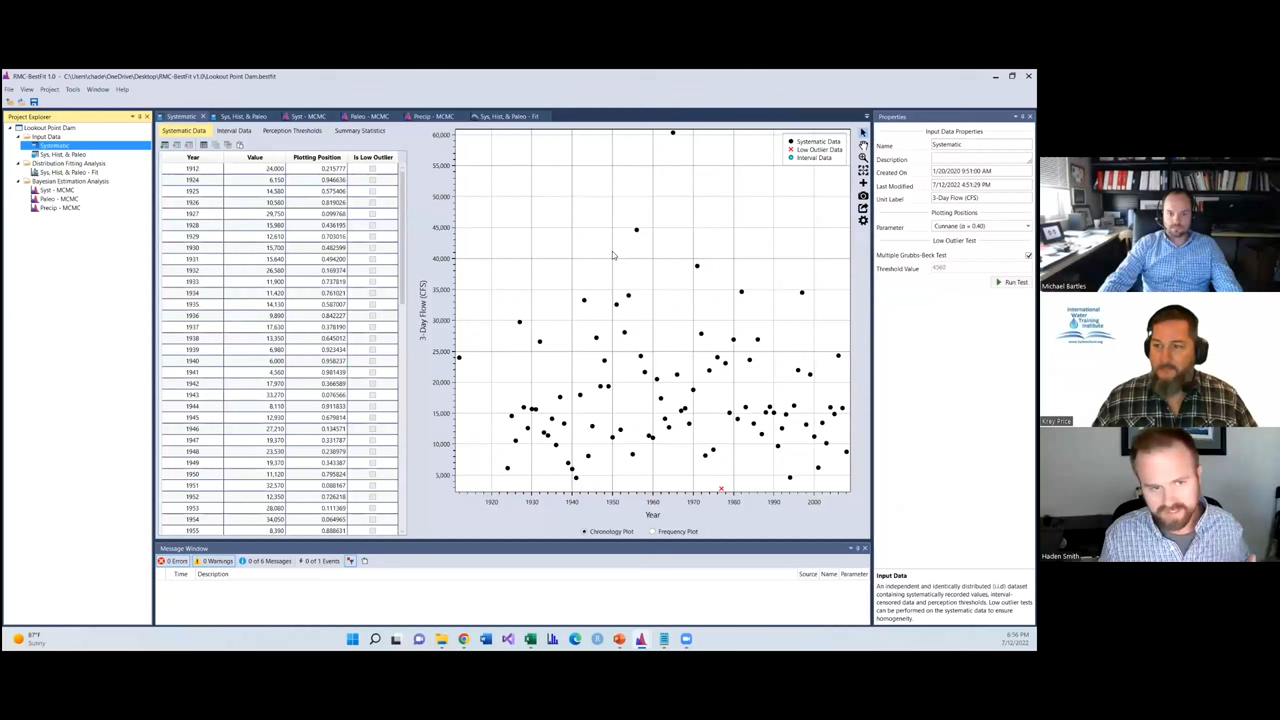 RMC-BestFit 1.0 - C:\Users\chade\OneDrive\Desktop\RMC-BestFit v1.0\Lookout Point Dam.bestfit
File View Project Tools Window Help
Project Explorer
Lookout Point Dam
Input Data
Systematic
Sys, Hist, & Paleo
Distribution Fitting Analysis
Sys, Hist, & Paleo - Fit
Bayesian Estimation Analysis
Syst - MCMC
Paleo - MCMC
Precip - MCMC
Systematic Sys, Hist, & Paleo Syst - MCMC Paleo - MCMC Precip - MCMC Sys, Hist, & Paleo - Fit
Systematic Data Interval Data Perception Thresholds Summary Statistics
Year Value Plotting Position Is Low Outlier
1912 24,000 0.215777
1924 6,150 0.946636
1925 14,580 0.575406
1926 10,580 0.819026
1927 29,750 0.099768
1928 15,980 0.436195
1929 12,610 0.703016
1930 15,700 0.482599
1931 15,640 0.494200
1932 26,580 0.169374
1933 11,900 0.737819
1934 11,420 0.761021
1935 14,130 0.587007
1936 9,890 0.842227
1937 17,630 0.378190
1938 13,350 0.645012
1939 6,980 0.923434
1940 6,000 0.958237
1941 4,560 0.981439
1942 17,970 0.366589
1943 33,270 0.076566
1944 8,110 0.911833
1945 12,930 0.679814
1946 27,210 0.134571
1947 19,370 0.331787
1948 23,530 0.238979
1949 19,370 0.343387
1950 11,120 0.795824
1951 32,570 0.088167
1952 12,350 0.726218
1953 28,080 0.111369
1954 34,050 0.064965
1955 8,390 0.888631
60,000
55,000
50,000
45,000
40,000
35,000
30,000
25,000
20,000
15,000
10,000
5,000
3-Day Flow (CFS)
Systematic Data
Low Outlier Data
Interval Data
1920 1930 1940 1950 1960 1970 1980 1990 2000
Year
Chronology Plot Frequency Plot
Properties
Input Data Properties
Name Systematic
Description
Created On 1/20/2020 9:51:00 AM
Last Modified 7/12/2022 4:51:29 PM
Unit Label 3-Day Flow (CFS)
Plotting Positions
Parameter Cunnane (α = 0.40)
Low Outlier Test
Multiple Grubbs-Beck Test
Threshold Value 4560
Run Test
Input Data
An independent and identically distributed (i.i.d) dataset
containing systematically recorded values, interval-
censored data and perception thresholds. Low outlier tests
can be performed on the systematic data to ensure
homogeneity.
Message Window
0 Errors 0 Warnings 0 of 6 Messages 0 of 1 Events
Time Description Source Name Parameter
87°F
Sunny
6:56 PM
7/12/2022
Michael Bartles
International
Water
Training
Institute
Krey Price
Haden Smith